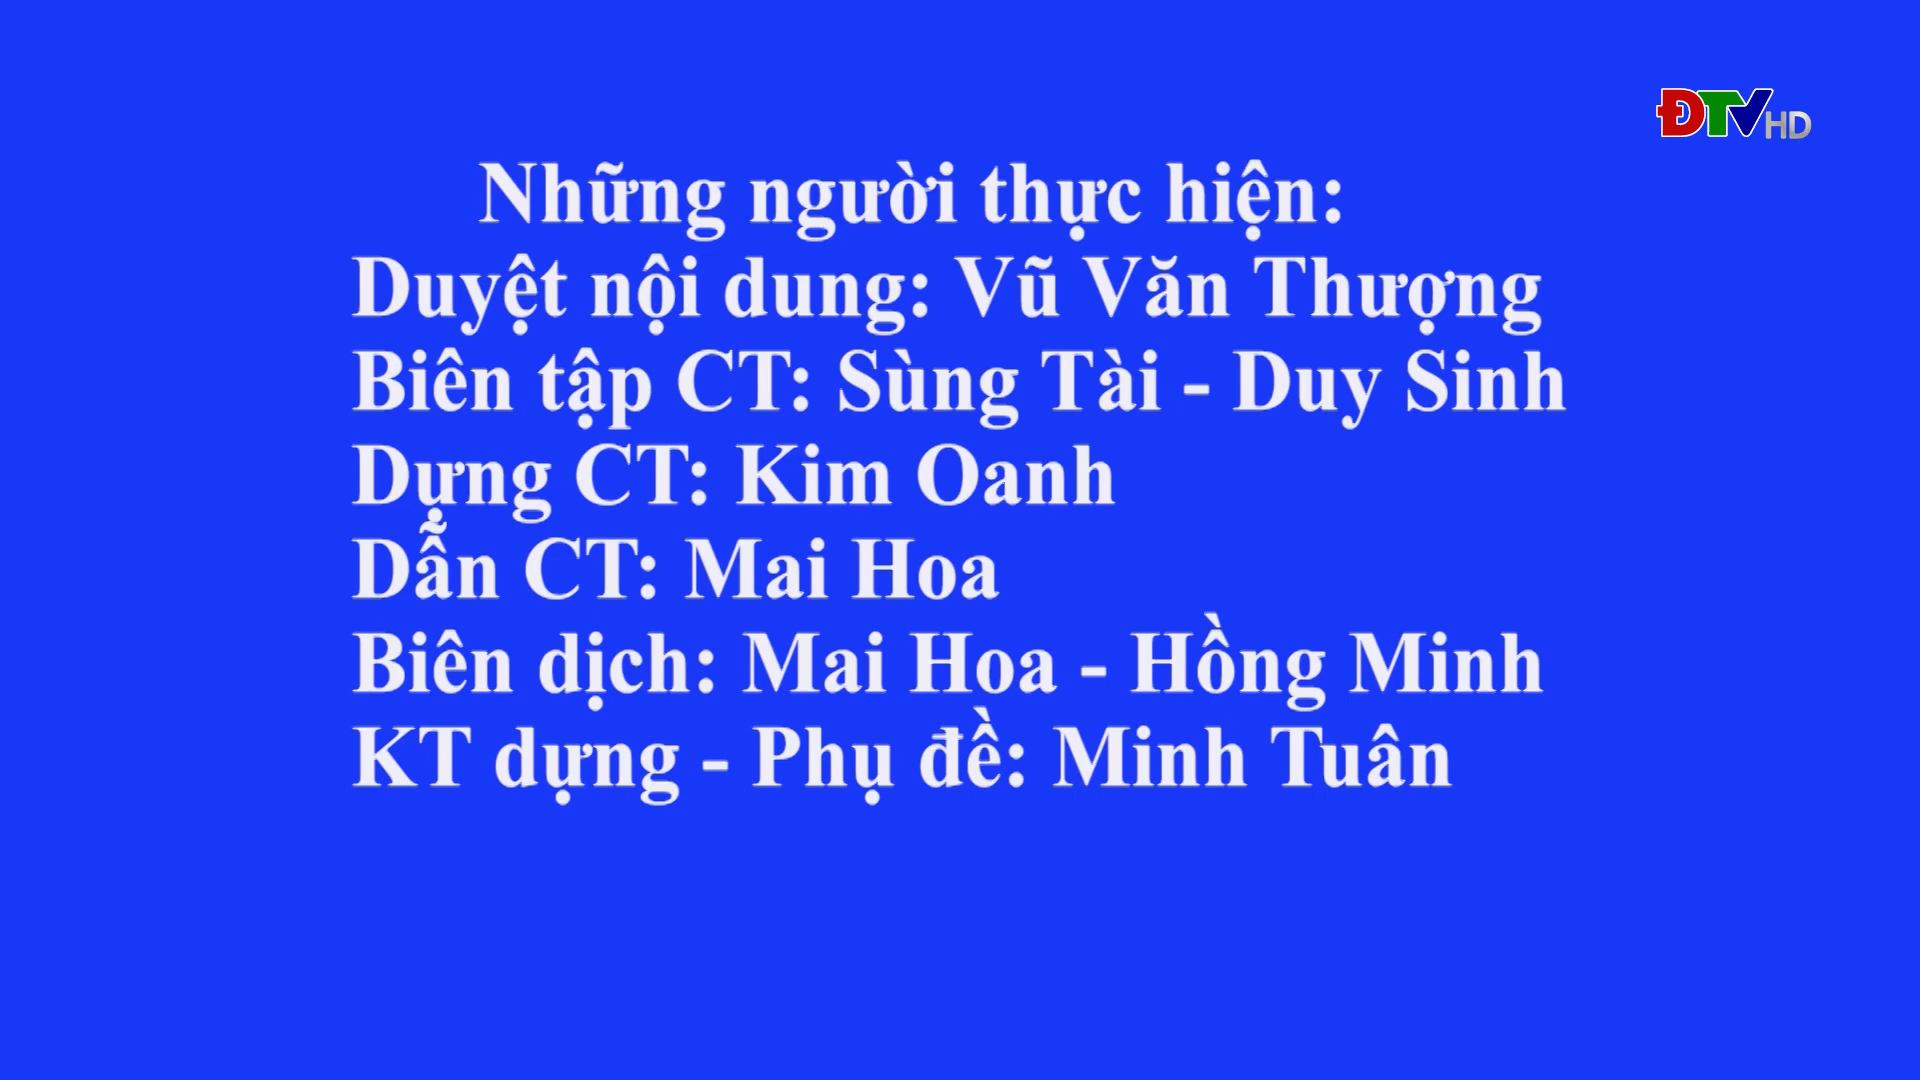 ĐTV HD
Những người thực hiện:
Duyệt nội dung: Vũ Văn Thượng
Biên tập CT: Sùng Tài - Duy Sinh
Dựng CT: Kim Oanh
Dẫn CT: Mai Hoa
Biên dịch: Mai Hoa - Hồng Minh
KT dựng - Phụ đề: Minh Tuân